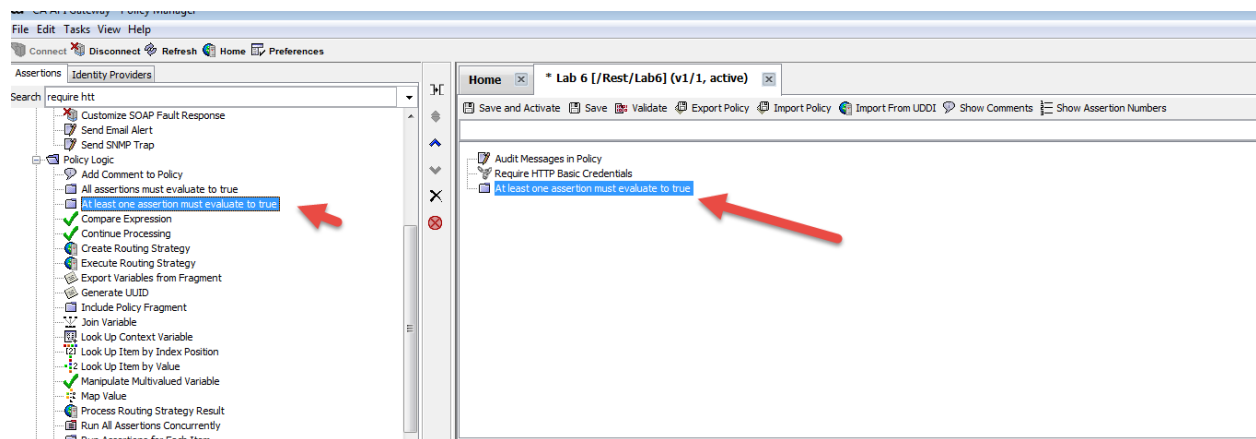 CA API Gateway - Policy Manager
File Edit Tasks View Help
Connect Disconnect Refresh Home Preferences
Assertions Identity Providers
Search require htt
Customize SOAP Fault Response
Send Email Alert
Send SNMP Trap
Policy Logic
Add Comment to Policy
All assertions must evaluate to true
At least one assertion must evaluate to true
Compare Expression
Continue Processing
Create Routing Strategy
Execute Routing Strategy
Export Variables from Fragment
Generate UUID
Include Policy Fragment
Join Variable
Look Up Context Variable
Look Up Item by Index Position
Look Up Item by Value
Manipulate Multivalued Variable
Map Value
Process Routing Strategy Result
Run All Assertions Concurrently
Run Assertions for Each Item
Home * Lab 6 [/Rest/Lab6] (v1/1, active)
Save and Activate Save Validate Export Policy Import Policy Import From UDDI Show Comments Show Assertion Numbers
Audit Messages in Policy
Require HTTP Basic Credentials
At least one assertion must evaluate to true